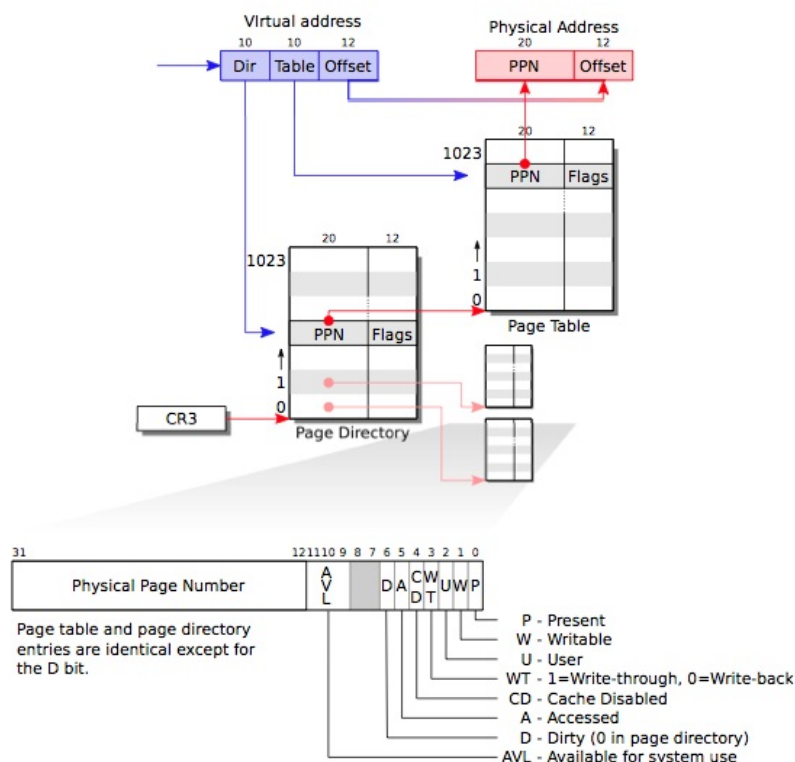 VIrtual address
Physical Address
10 10 12
20 12
Dir Table Offset
PPN Offset
20 12
1023
PPN Flags
1
0
Page Table
20 12
1023
PPN Flags
1
0
CR3
Page Directory
31 12 11 10 9 8 7 6 5 4 3 2 1 0
Physical Page Number AVL D A CD WT U W P
Page table and page directory
entries are identical except for
the D bit.
P - Present
W - Writable
U - User
WT - 1=Write-through, 0=Write-back
CD - Cache Disabled
A - Accessed
D - Dirty (0 in page directory)
AVL - Available for system use